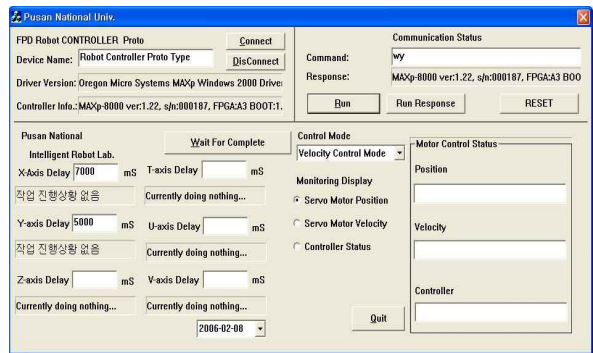 Pusan National Univ.
FPD Robot CONTROLLER Proto
Connect
Device Name: Robot Controller Proto Type
DisConnect
Driver Version: Oregon Micro Systems MAXp Windows 2000 Driver
Controller Info.: MAXp-8000 ver:1.22, s/n:000187, FPGA:A3 BOOT:1.
Communication Status
Command: wy
Response: MAXp-8000 ver:1.22, s/n:000187, FPGA:A3 BOO
Run
Run Response
RESET
Pusan National
Intelligent Robot Lab.
Wait For Complete
X-Axis Delay 7000 mS
T-axis Delay mS
작업 진행상황 없음
Currently doing nothing...
Y-axis Delay 5000 mS
U-axis Delay mS
작업 진행상황 없음
Currently doing nothing...
Z-axis Delay mS
V-axis Delay mS
Currently doing nothing...
Currently doing nothing...
2006-02-08
Control Mode
Velocity Control Mode
Monitoring Display
Servo Motor Position
Servo Motor Velocity
Controller Status
Quit
Motor Control Status
Position
Velocity
Controller